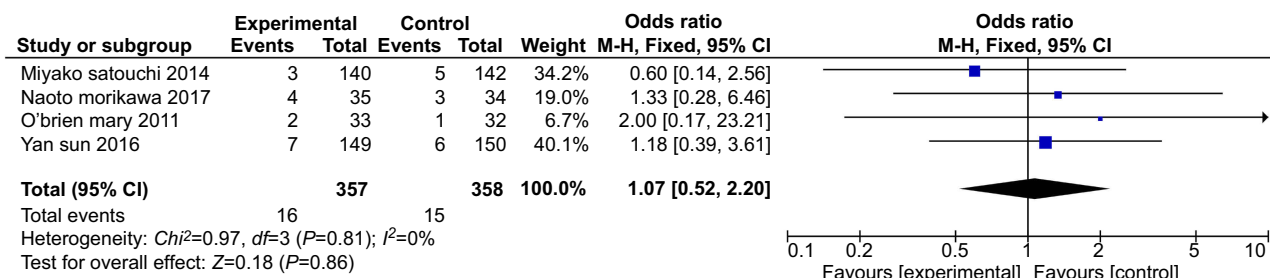 Experimental Control Odds ratio Odds ratio
Study or subgroup Events Total Events Total Weight M-H, Fixed, 95% CI M-H, Fixed, 95% CI
Miyako satouchi 2014 3 140 5 142 34.2% 0.60 [0.14, 2.56]
Naoto morikawa 2017 4 35 3 34 19.0% 1.33 [0.28, 6.46]
O’brien mary 2011 2 33 1 32 6.7% 2.00 [0.17, 23.21]
Yan sun 2016 7 149 6 150 40.1% 1.18 [0.39, 3.61]
Total (95% CI) 357 358 100.0% 1.07 [0.52, 2.20]
Total events 16 15
Heterogeneity: Chi²=0.97, df=3 (P=0.81); I²=0%
Test for overall effect: Z=0.18 (P=0.86)
0.1 0.2 0.5 1 2 5 10
Favours [experimental] Favours [control]